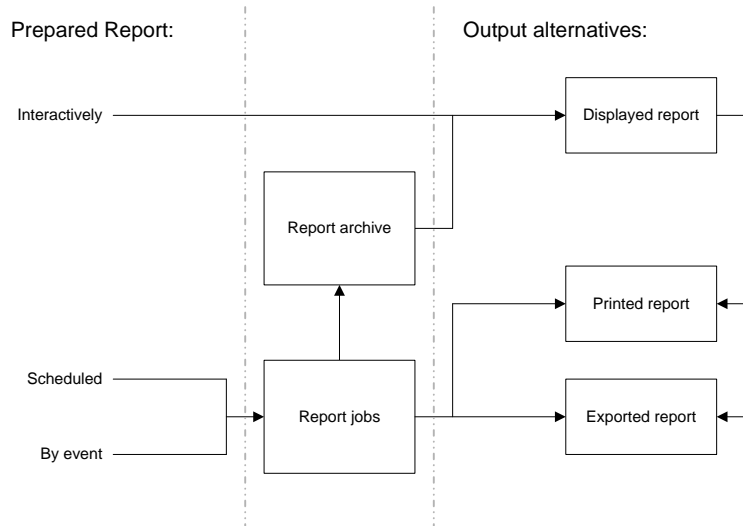 Prepared Report:
Output alternatives:
Interactively
Displayed report
Report archive
Printed report
Scheduled
Report jobs
Exported report
By event